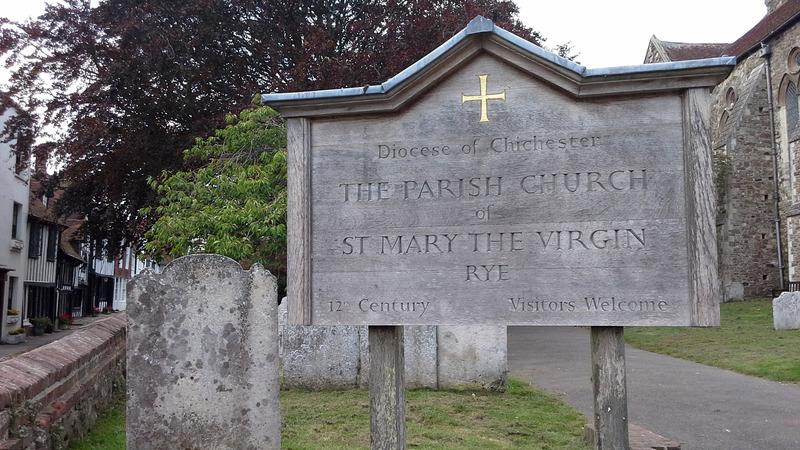 Diocese of Chichester
THE PARISH CHURCH
of
ST MARY THE VIRGIN
RYE
12th Century Visitors Welcome